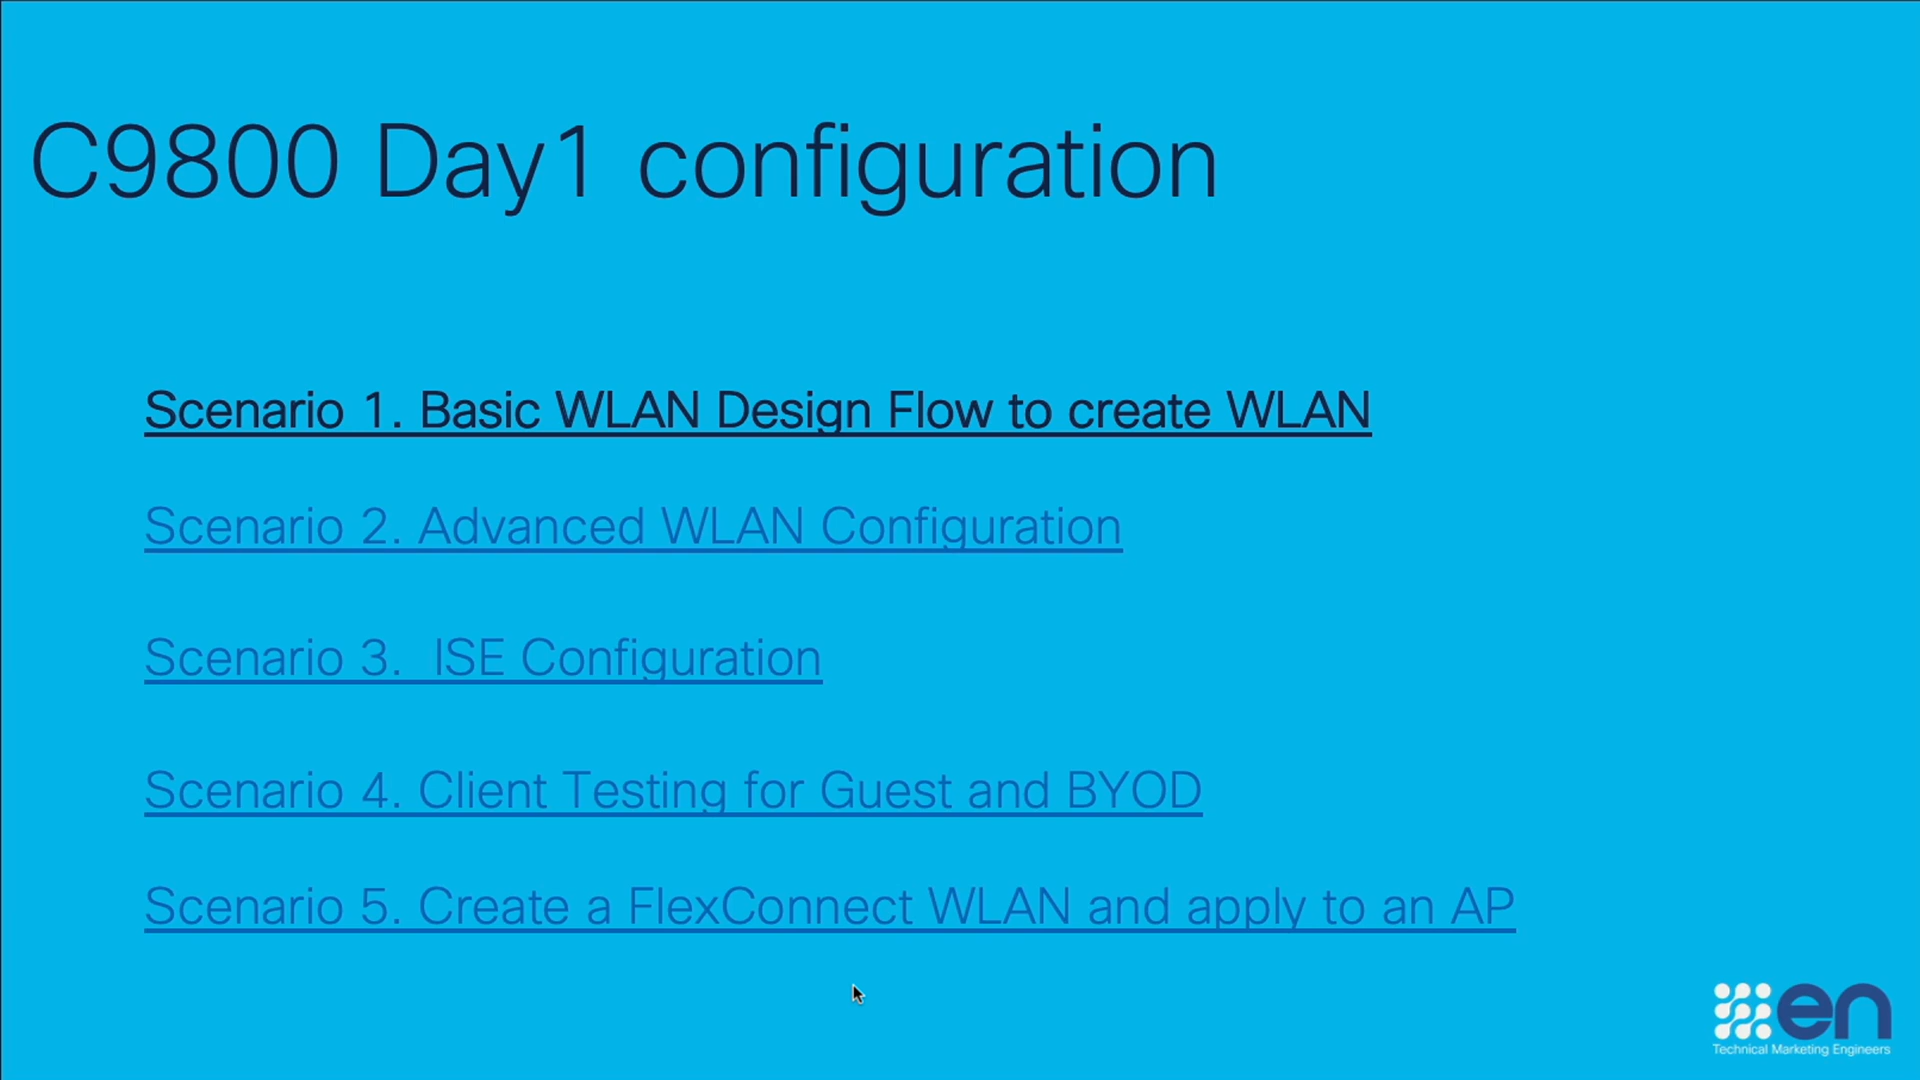 C9800 Day1 configuration
Scenario 1. Basic WLAN Design Flow to create WLAN
Scenario 2. Advanced WLAN Configuration
Scenario 3.  ISE Configuration
Scenario 4. Client Testing for Guest and BYOD
Scenario 5. Create a FlexConnect WLAN and apply to an AP
en
Technical Marketing Engineers